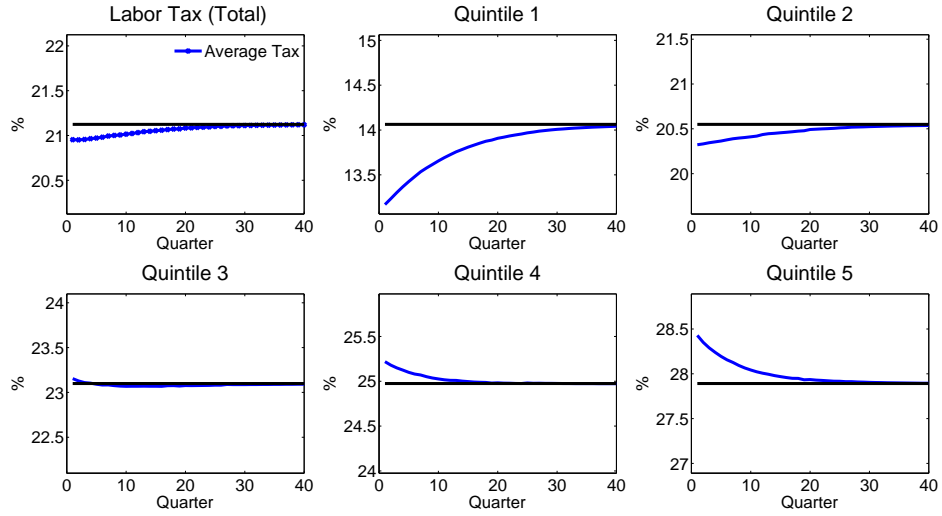 Labor Tax (Total)
22
21.5
21
20.5
%
0 10 20 30 40
Quarter
Average Tax
Quintile 1
15
14.5
14
13.5
%
0 10 20 30 40
Quarter
Quintile 2
21.5
21
20.5
20
%
0 10 20 30 40
Quarter
Quintile 3
24
23.5
23
22.5
%
0 10 20 30 40
Quarter
Quintile 4
25.5
25
24.5
24
%
0 10 20 30 40
Quarter
Quintile 5
28.5
28
27.5
27
%
0 10 20 30 40
Quarter